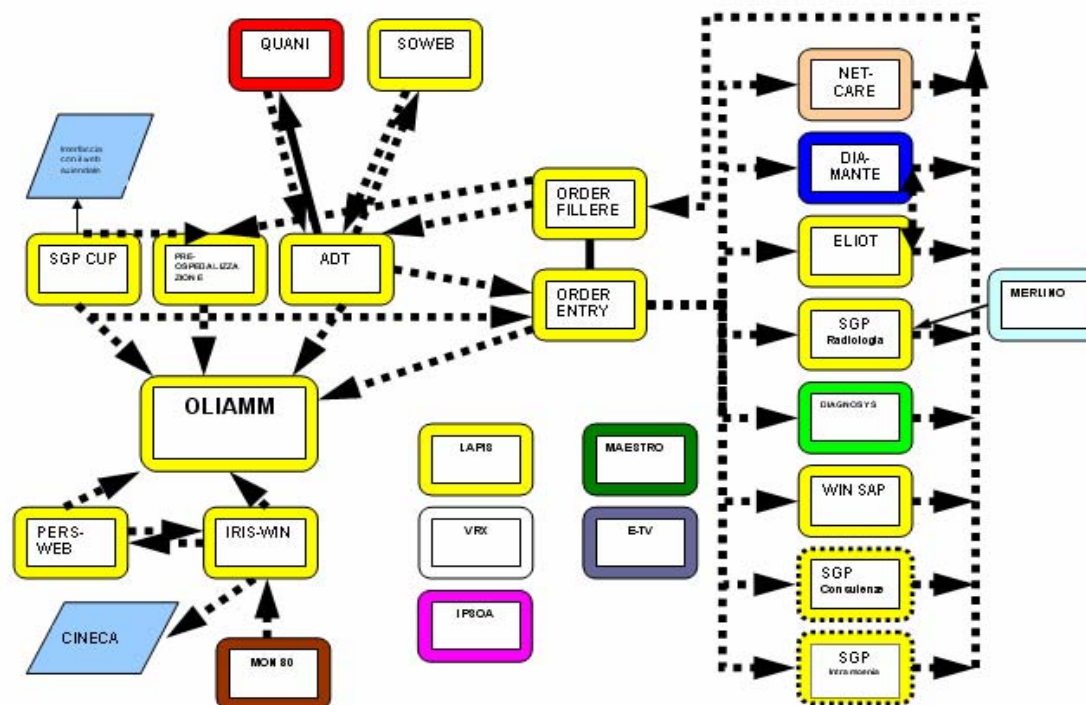 QUANI
SOWEB
NET-
CARE
Interfaccia
con il web
aziendale
DIA-
MANTE
ORDER
FILLERE
SGP CUP
PRE-
OSPEDALIZZA
ZIONE
ADT
ELIOT
ORDER
ENTRY
MERLINO
SGP
Radiologia
OLIAMM
DIAGNOSYS
LAPIS
MAESTRO
WIN SAP
PERS-
WEB
IRIS-WIN
VRX
E-TV
SGP
Consulenze
CINECA
MON 80
IPSOA
SGP
Intramoenia